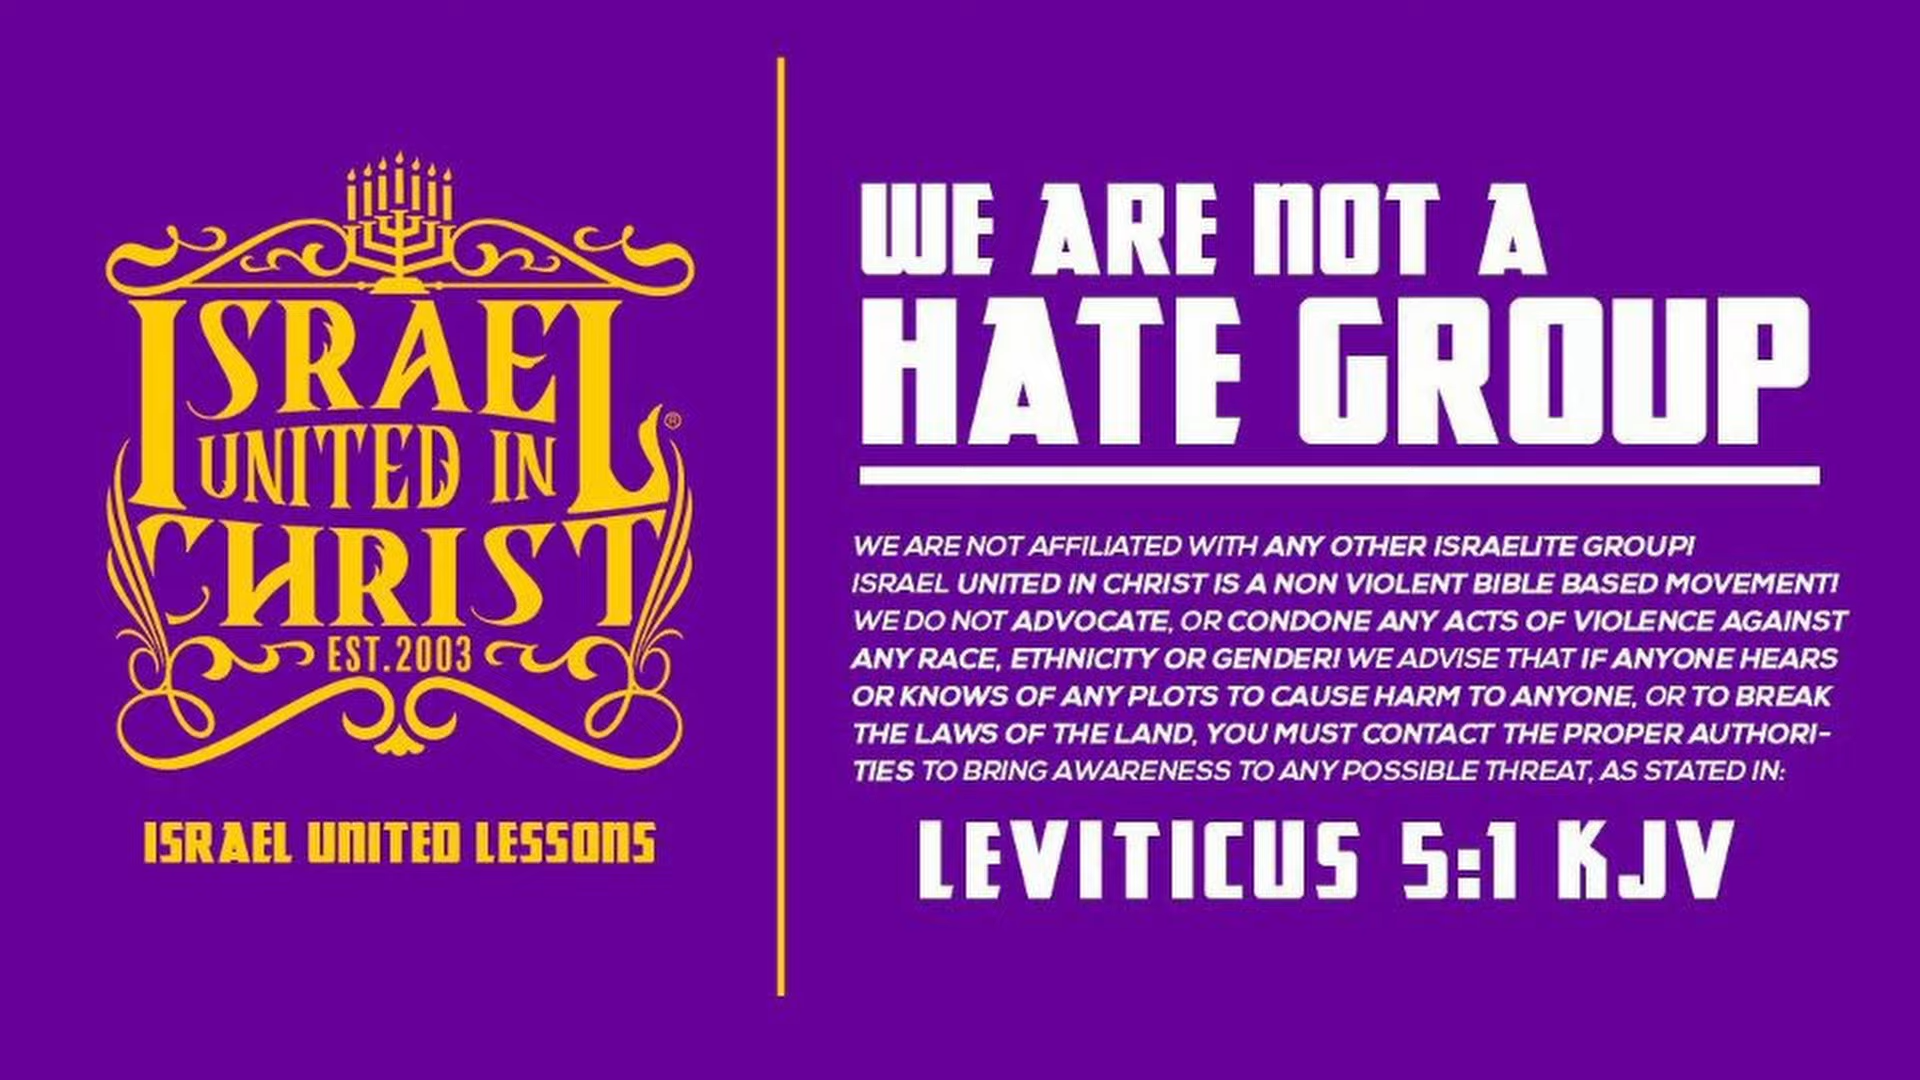 ISRAEL
UNITED IN
CHRIST
EST.2003
ISRAEL UNITED LESSONS
WE ARE NOT A
HATE GROUP
WE ARE NOT AFFILIATED WITH ANY OTHER ISRAELITE GROUP!
ISRAEL UNITED IN CHRIST IS A NON VIOLENT BIBLE BASED MOVEMENT!
WE DO NOT ADVOCATE, OR CONDONE ANY ACTS OF VIOLENCE AGAINST
ANY RACE, ETHNICITY OR GENDER! WE ADVISE THAT IF ANYONE HEARS
OR KNOWS OF ANY PLOTS TO CAUSE HARM TO ANYONE, OR TO BREAK
THE LAWS OF THE LAND, YOU MUST CONTACT THE PROPER AUTHORI-
TIES TO BRING AWARENESS TO ANY POSSIBLE THREAT, AS STATED IN:
LEVITICUS 5:1 KJV